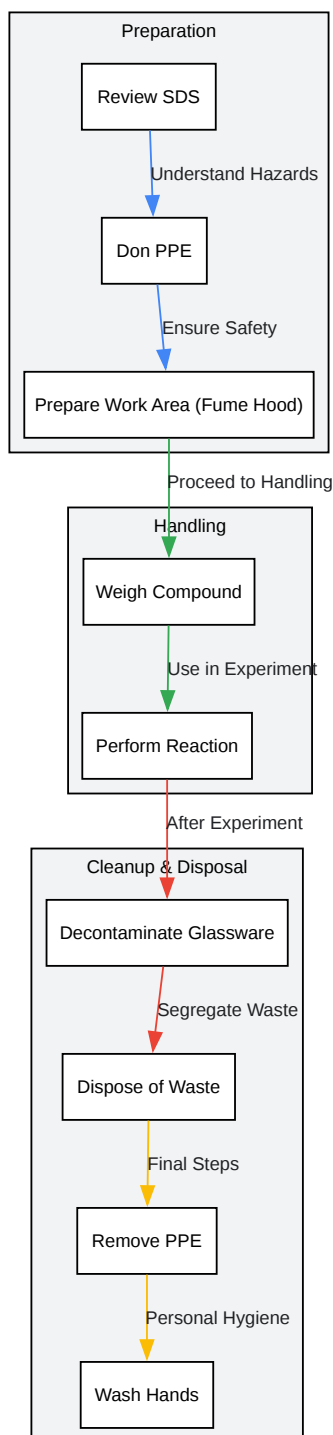 Preparation
Review SDS
Understand Hazards
Don PPE
Ensure Safety
Prepare Work Area (Fume Hood)
Proceed to Handling
Handling
Weigh Compound
Use in Experiment
Perform Reaction
After Experiment
Cleanup & Disposal
Decontaminate Glassware
Segregate Waste
Dispose of Waste
Final Steps
Remove PPE
Personal Hygiene
Wash Hands